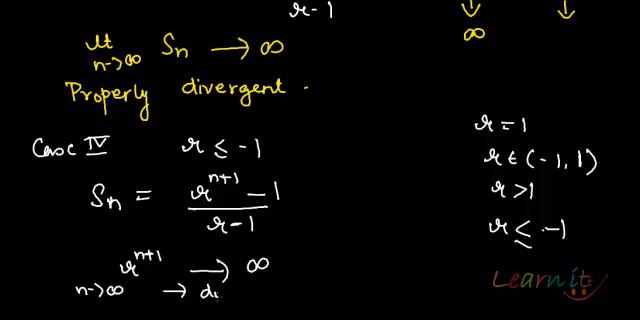 r - 1
∞
lt n→∞ Sn → ∞
Properly divergent .
Case IV r ≤ -1
Sn = r^(n+1) - 1
r - 1
r^(n+1) → ∞
n→∞ → di
r = 1
r ∈ (-1, 1)
r > 1
r ≤ -1
Learn it